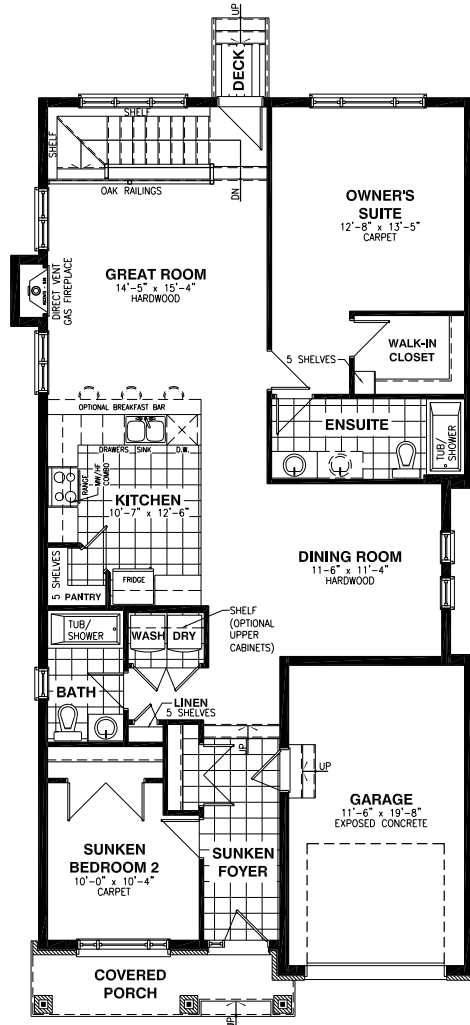 UP
DECK
SHELF
SHELF
OAK RAILINGS
DN
OWNER'S
SUITE
12'-8" x 13'-5"
CARPET
GREAT ROOM
14'-5" x 15'-4"
HARDWOOD
DIRECT VENT
GAS FIREPLACE
5 SHELVES
WALK-IN
CLOSET
OPTIONAL BREAKFAST BAR
ENSUITE
TUB/
SHOWER
DRAWERS
SINK
D.W.
RANGE
MW/HF
COMBO
KITCHEN
10'-7" x 12'-6"
5 SHELVES
PANTRY
FRIDGE
DINING ROOM
11-6" x 11'-4"
HARDWOOD
TUB/
SHOWER
WASH
DRY
SHELF
(OPTIONAL
UPPER
CABINETS)
BATH
LINEN
5 SHELVES
UP
UP
SUNKEN
BEDROOM 2
10'-0" x 10'-4"
CARPET
SUNKEN
FOYER
GARAGE
11'-6" x 19'-8"
EXPOSED CONCRETE
COVERED
PORCH
UP